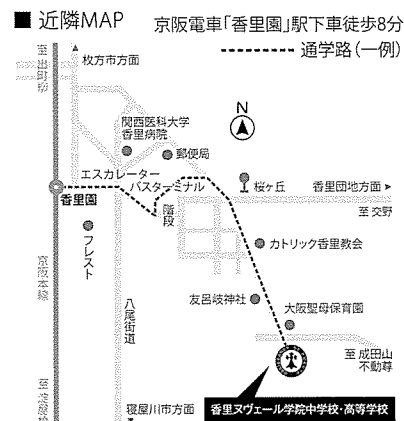 ■ 近隣MAP
京阪電車「香里園」駅下車徒歩8分
通学路（一例）
至 出町柳
枚方市方面
N
関西医科大学
香里病院
郵便局
エスカレーター
バスターミナル
桜ヶ丘
香里団地方面➤
香里園
階段
至 交野
フレスト
カトリック香里教会
京阪本線
八尾街道
友呂岐神社
大阪聖母保育園
至 成田山
不動尊
至 淀屋橋
寝屋川市方面
香里ヌヴェール学院中学校・高等学校